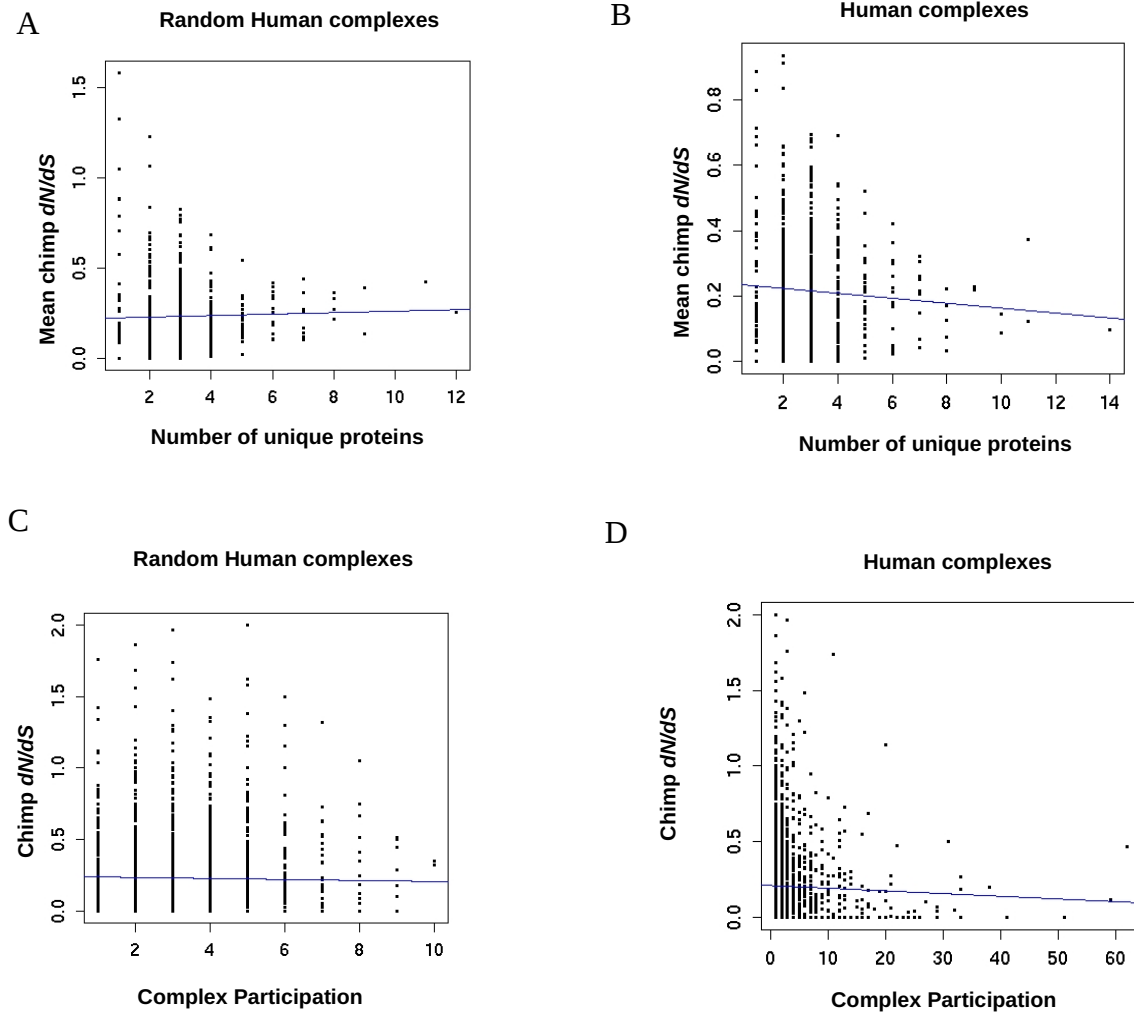 A
Random Human complexes
Mean chimp dN/dS
0.0 0.5 1.0 1.5
2 4 6 8 10 12
Number of unique proteins
B
Human complexes
Mean chimp dN/dS
0.0 0.2 0.4 0.6 0.8
2 4 6 8 10 12 14
Number of unique proteins
C
Random Human complexes
Chimp dN/dS
0.0 0.5 1.0 1.5 2.0
2 4 6 8 10
Complex Participation
D
Human complexes
Chimp dN/dS
0.0 0.5 1.0 1.5 2.0
0 10 20 30 40 50 60
Complex Participation